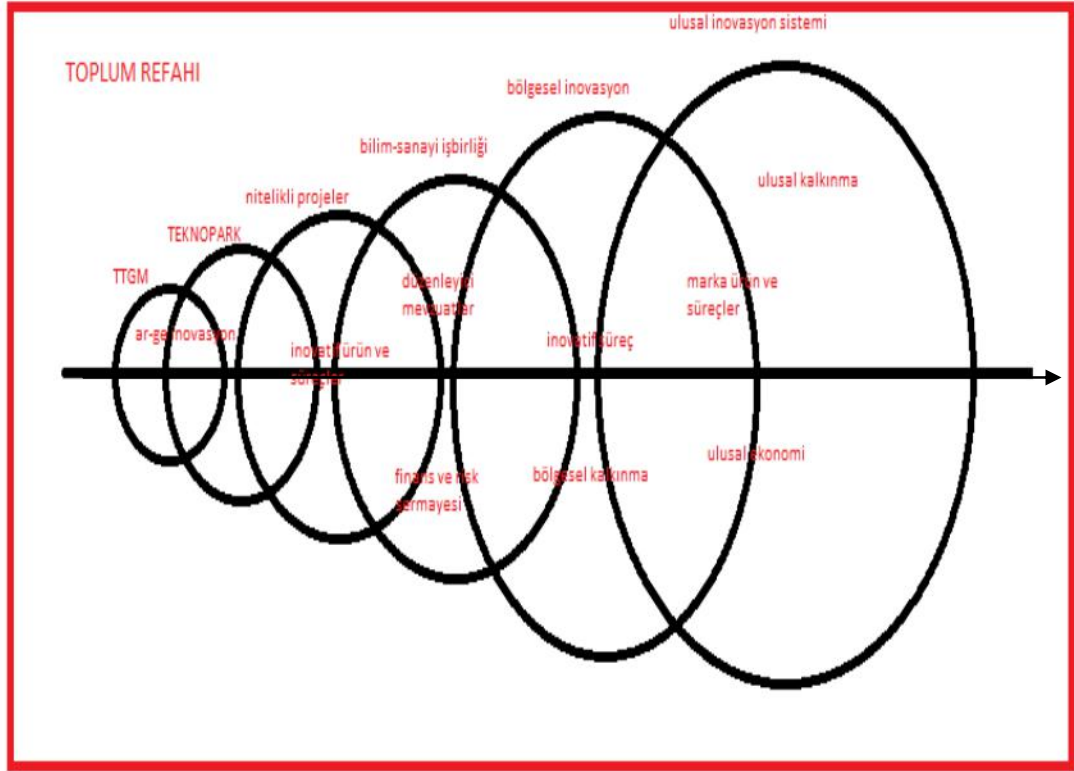 ulusal inovasyon sistemi
TOPLUM REFAHI
bölgesel inovasyon
bilim-sanayi işbirliği
ulusal kalkınma
nitelikli projeler
TEKNOPARK
TTGM
düzenleyici
mevzuatlar
marka ürün ve
süreçler
ar-ge inovasyon
inovatif süreç
inovatif ürün ve
süreçler
ulusal ekonomi
finans ve risk
sermayesi
bölgesel kalkınma